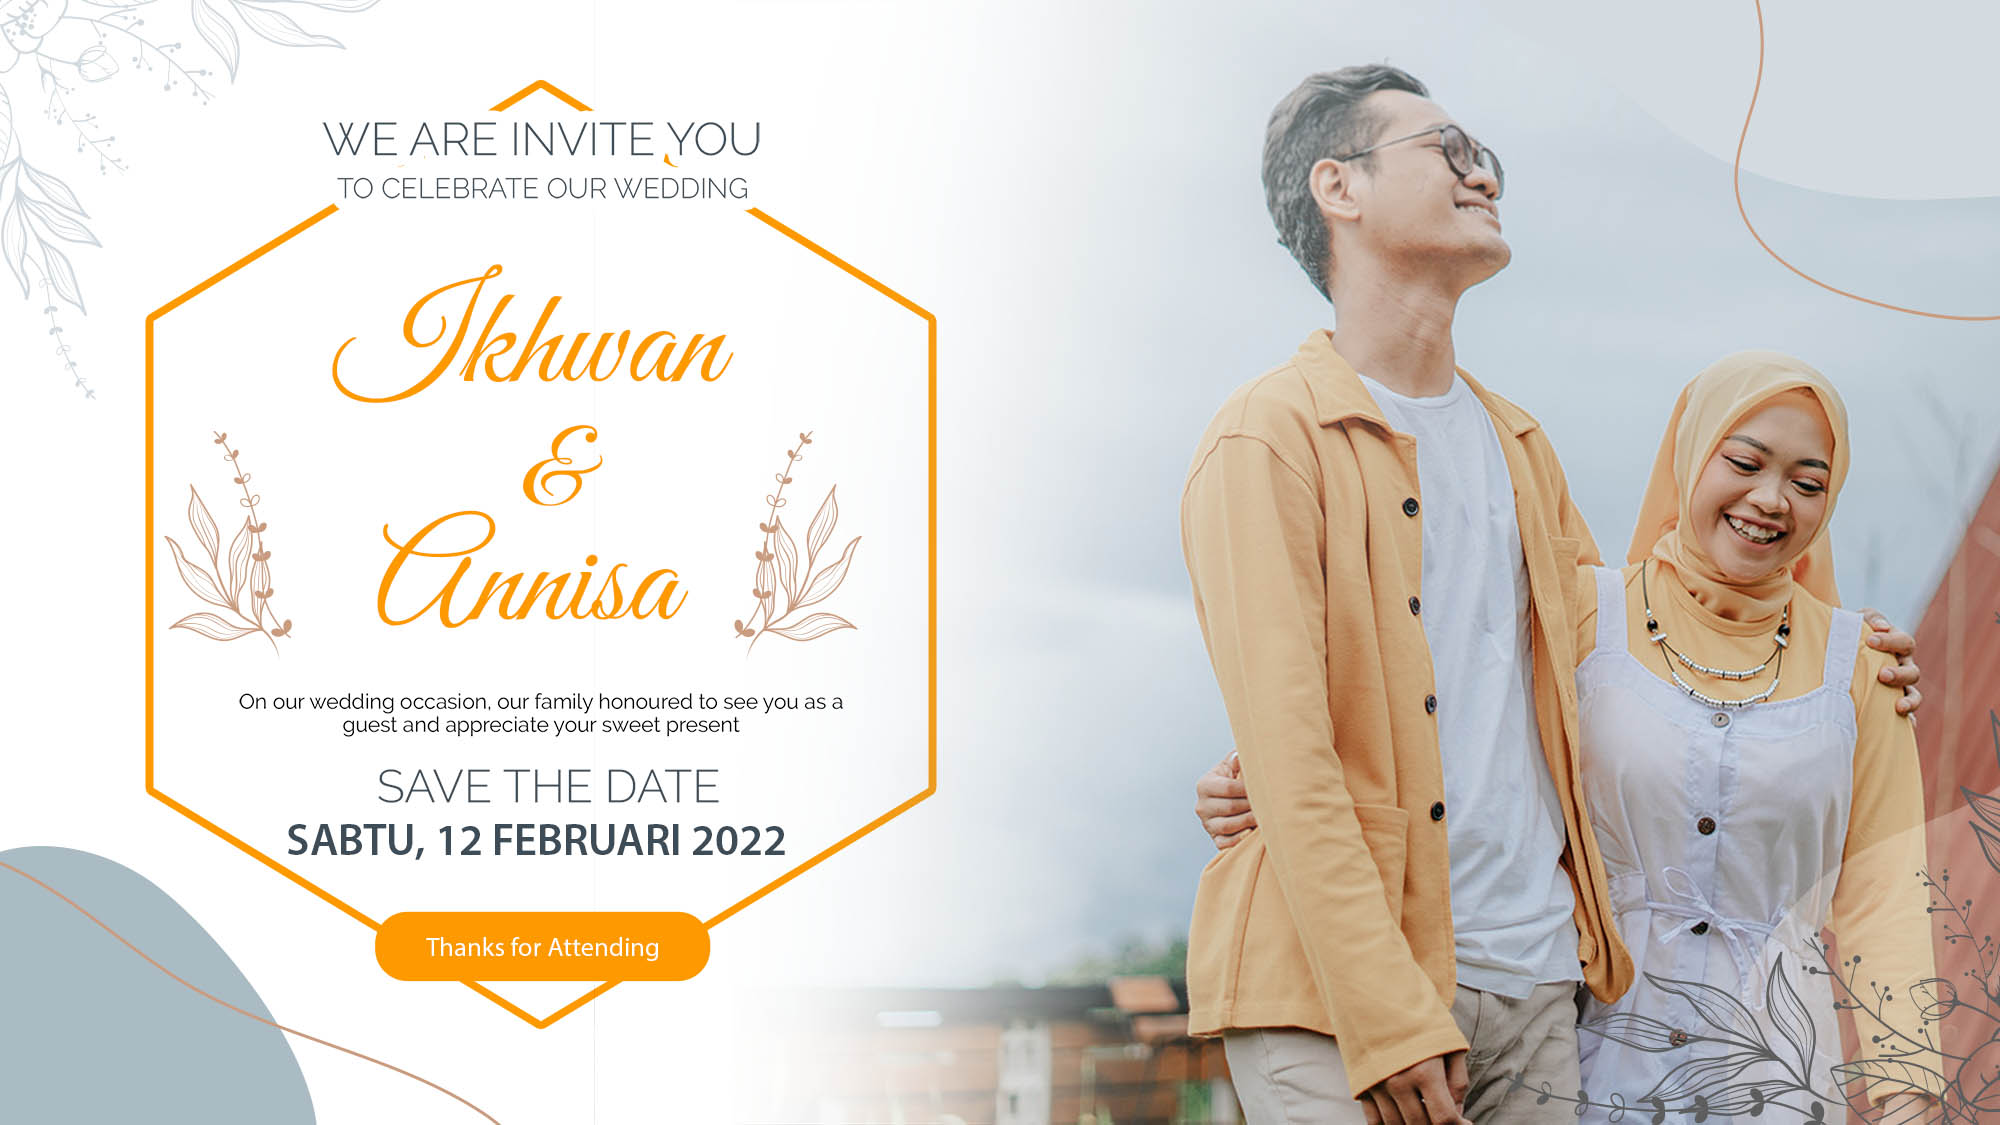 WE ARE INVITE YOU
TO CELEBRATE OUR WEDDING
Ikhwan
&
Annisa
On our wedding occasion, our family honoured to see you as a
guest and appreciate your sweet present
SAVE THE DATE
SABTU, 12 FEBRUARI 2022
Thanks for Attending